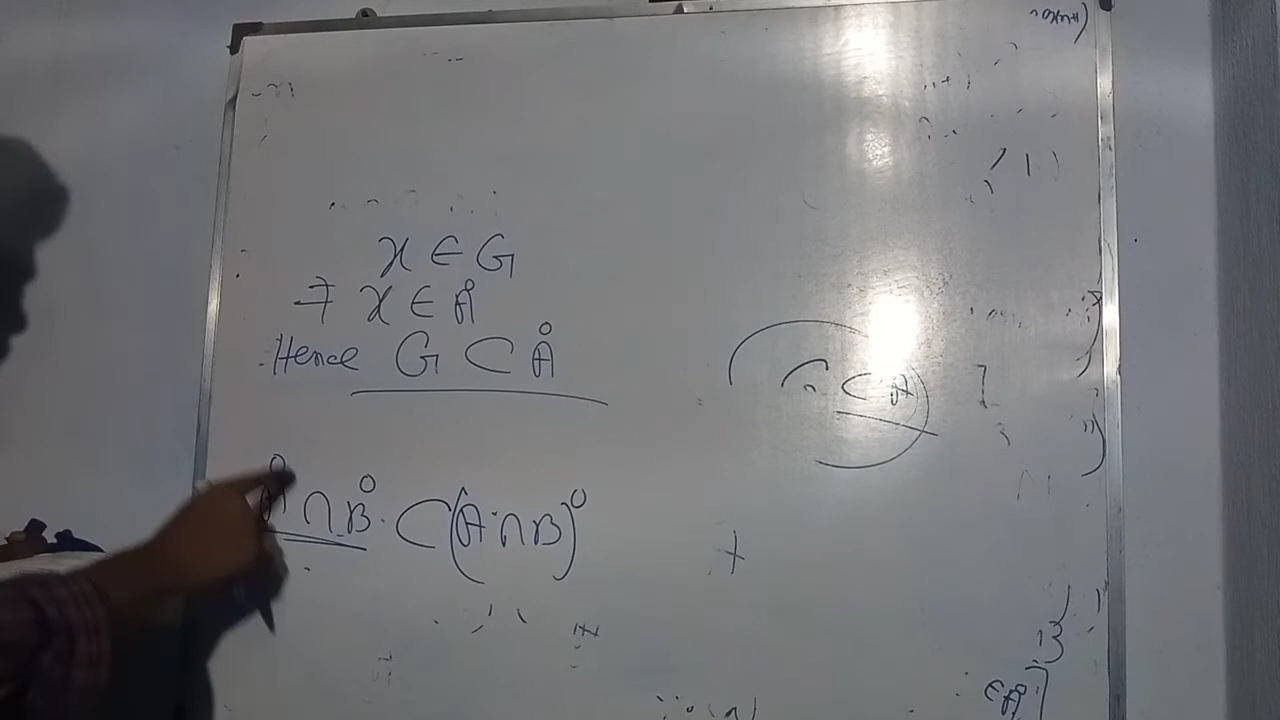 x ∈ G
⇒ x ∈ Å
Hence G ⊂ Å
Å ∩ B° ⊂ (A ∩ B)°
⊂ A